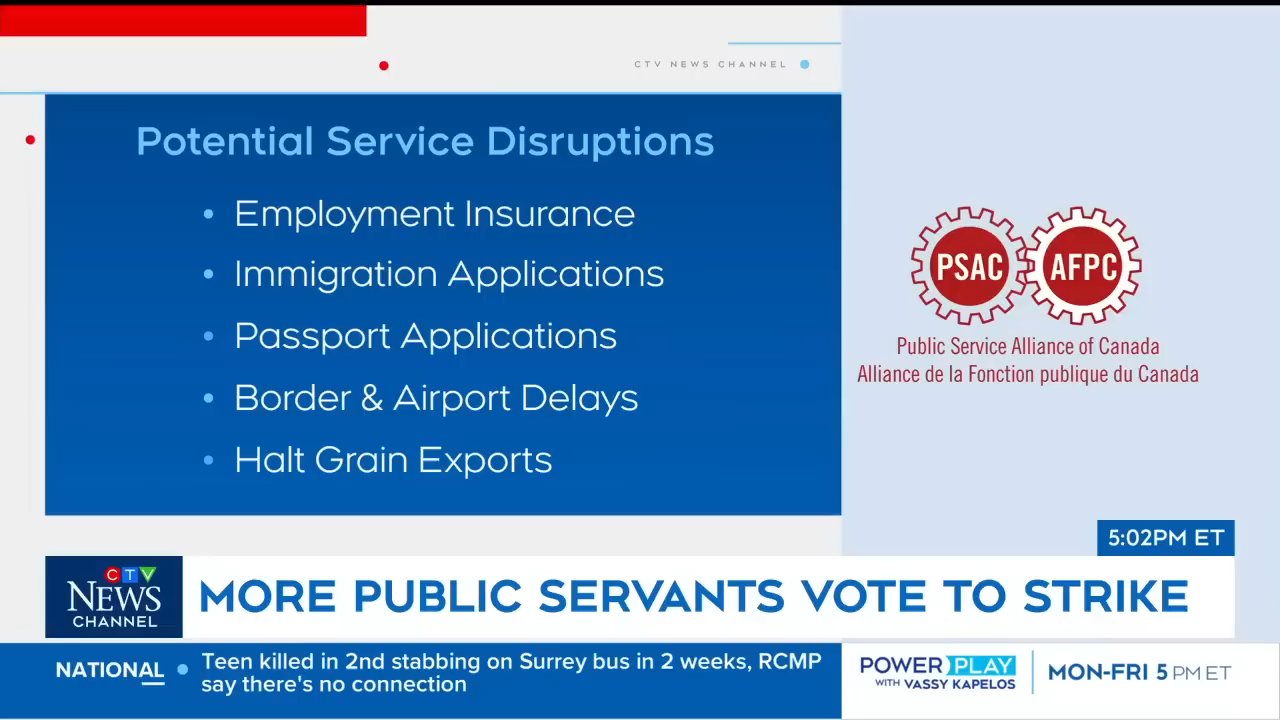 CTV NEWS CHANNEL
Potential Service Disruptions
• Employment Insurance
• Immigration Applications
• Passport Applications
• Border & Airport Delays
• Halt Grain Exports
PSAC AFPC
Public Service Alliance of Canada
Alliance de la Fonction publique du Canada
5:02PM ET
CTV
NEWS
CHANNEL
MORE PUBLIC SERVANTS VOTE TO STRIKE
NATIONAL
Teen killed in 2nd stabbing on Surrey bus in 2 weeks, RCMP
say there's no connection
POWER PLAY
WITH VASSY KAPELOS
MON-FRI 5 PM ET